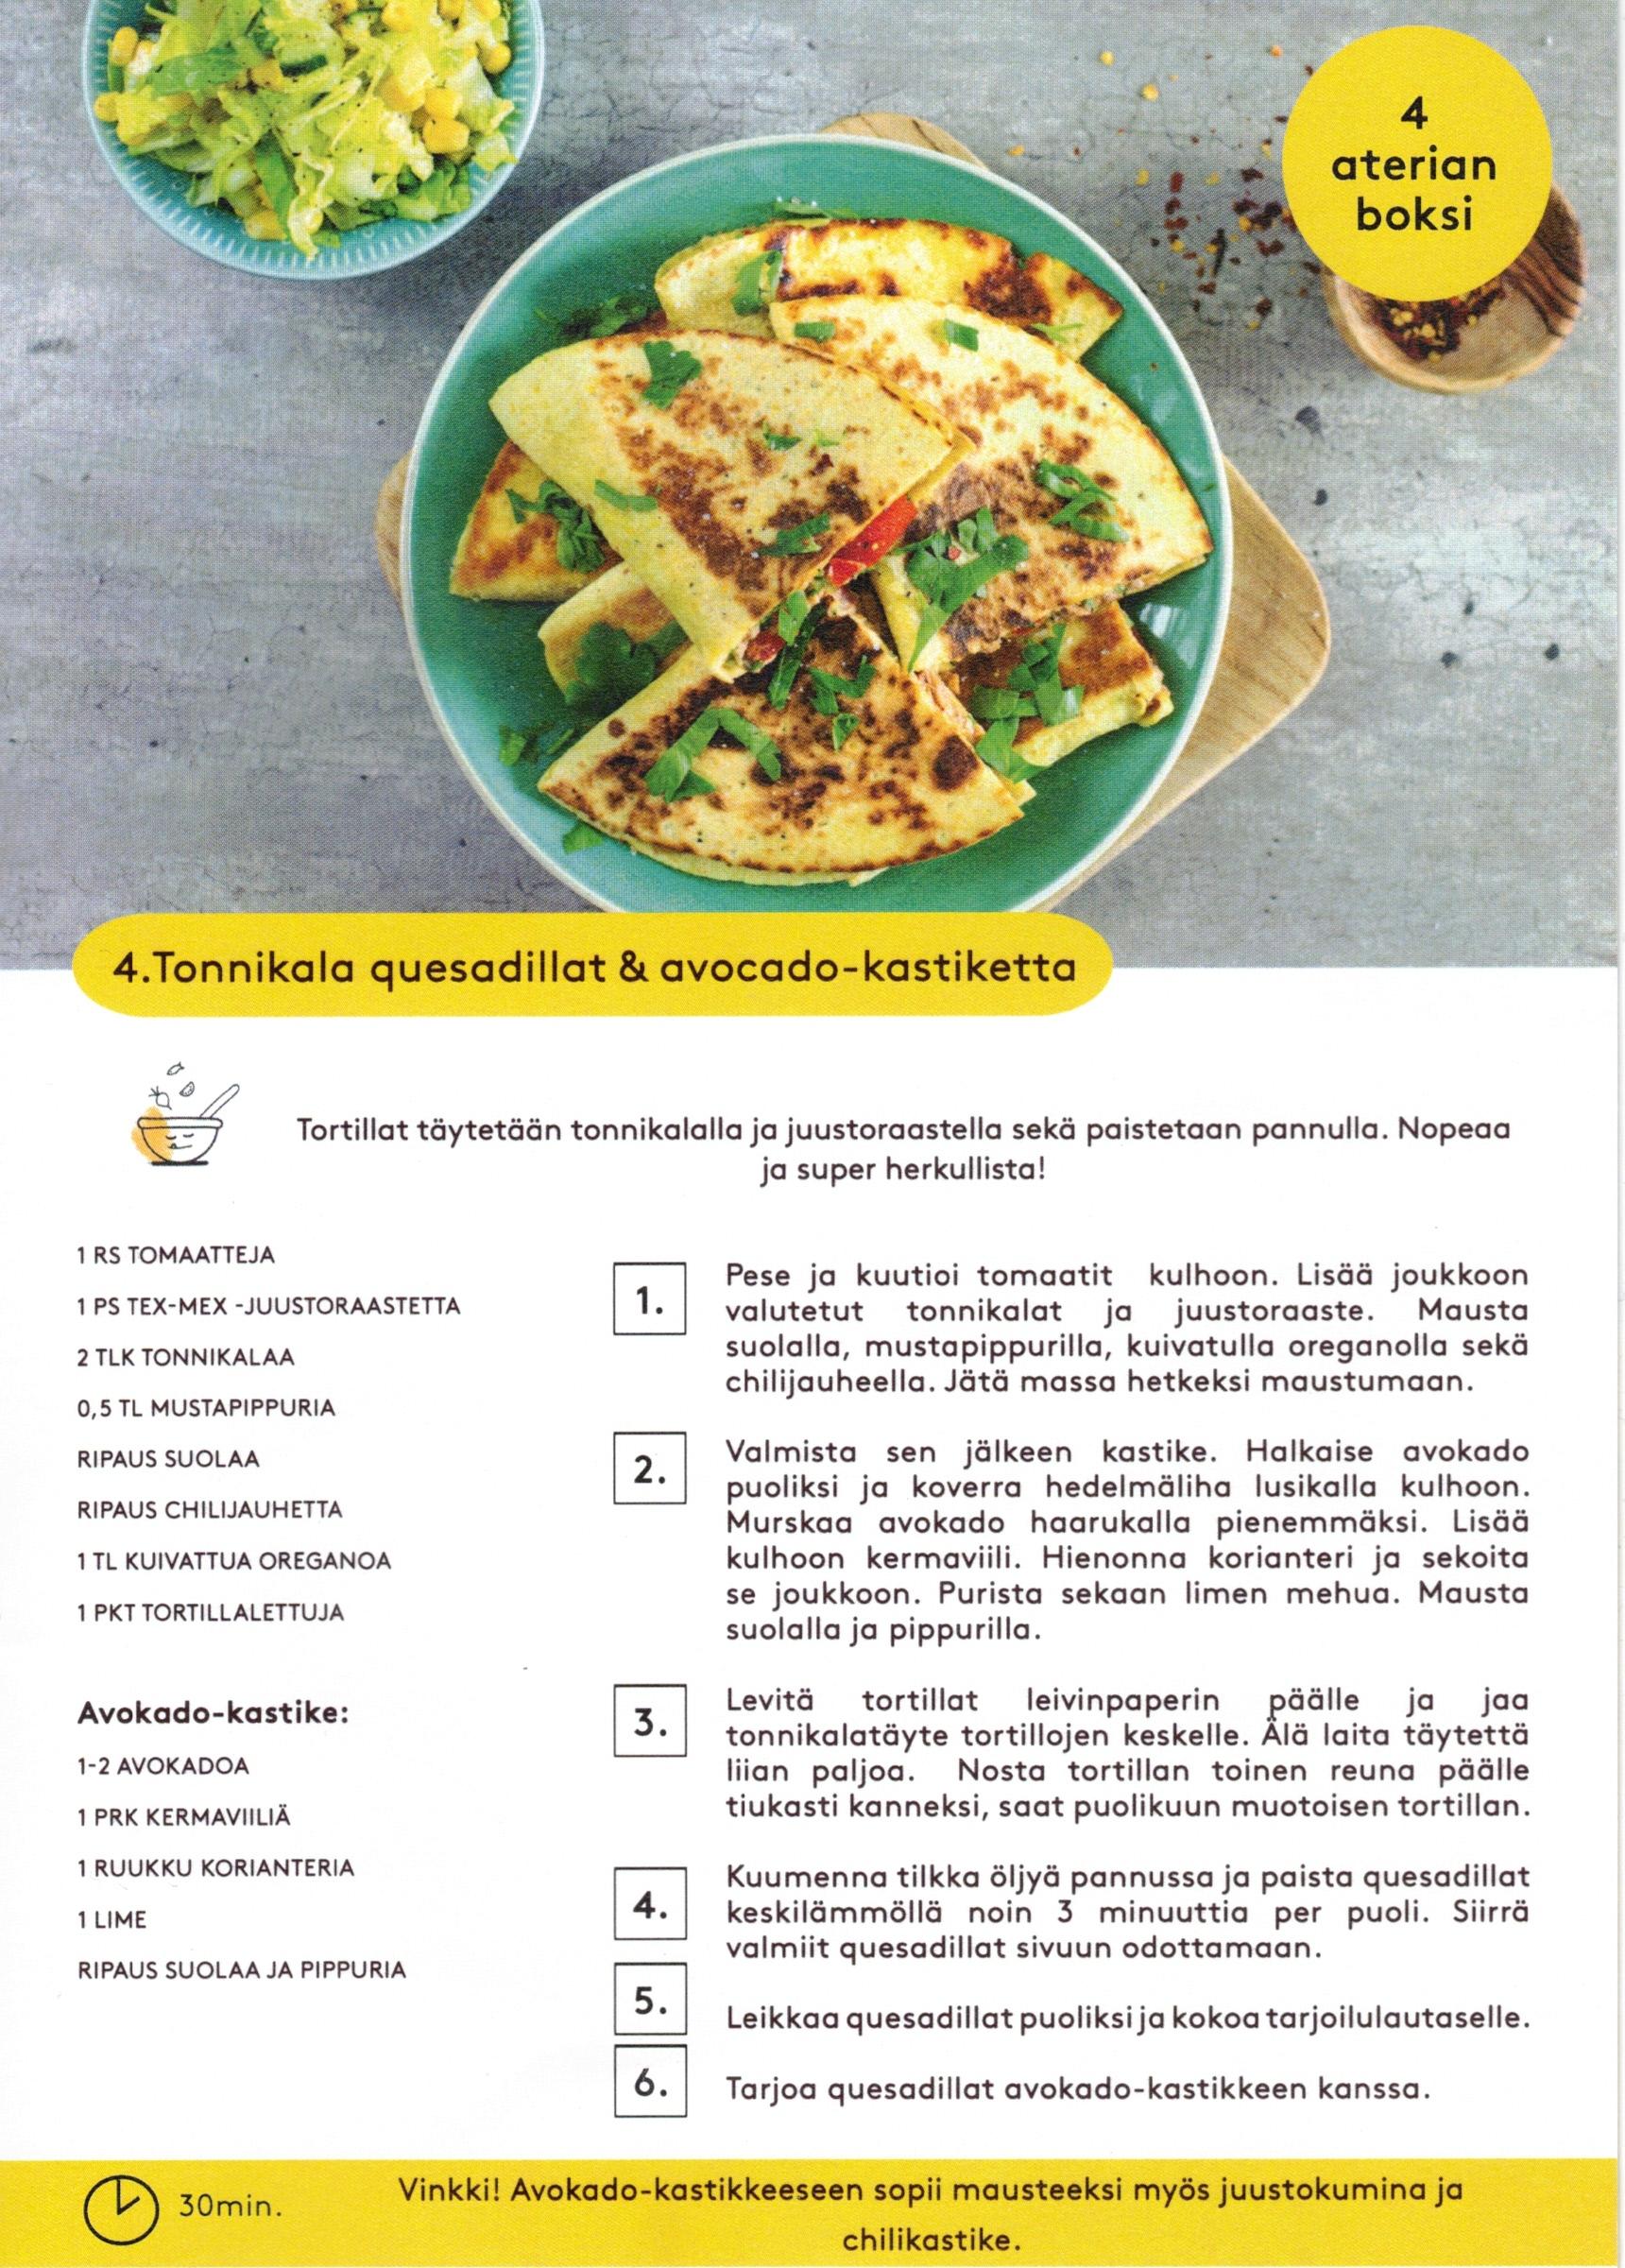 4
aterian
boksi
4.Tonnikala quesadillat & avocado-kastiketta
Tortillat täytetään tonnikalalla ja juustoraastella sekä paistetaan pannulla. Nopeaa
ja super herkullista!
1 RS TOMAATTEJA
1 PS TEX-MEX -JUUSTORAASTETTA
2 TLK TONNIKALAA
0,5 TL MUSTAPIPPURIA
RIPAUS SUOLAA
RIPAUS CHILIJAUHETTA
1 TL KUIVATTUA OREGANOA
1 PKT TORTILLALETTUJA
Avokado-kastike:
1-2 AVOKADOA
1 PRK KERMAVIILIÄ
1 RUUKKU KORIANTERIA
1 LIME
RIPAUS SUOLAA JA PIPPURIA
1.
Pese ja kuutioi tomaatit kulhoon. Lisää joukkoon
valutetut tonnikalat ja juustoraaste. Mausta
suolalla, mustapippurilla, kuivatulla oreganolla sekä
chilijauheella. Jätä massa hetkeksi maustumaan.
2.
Valmista sen jälkeen kastike. Halkaise avokado
puoliksi ja koverra hedelmäliha lusikalla kulhoon.
Murskaa avokado haarukalla pienemmäksi. Lisää
kulhoon kermaviili. Hienonna korianteri ja sekoita
se joukkoon. Purista sekaan limen mehua. Mausta
suolalla ja pippurilla.
3.
Levitä tortillat leivinpaperin päälle ja jaa
tonnikalatäyte tortillojen keskelle. Älä laita täytettä
liian paljoa. Nosta tortillan toinen reuna päälle
tiukasti kanneksi, saat puolikuun muotoisen tortillan.
4.
Kuumenna tilkka öljyä pannussa ja paista quesadillat
keskilämmöllä noin 3 minuuttia per puoli. Siirrä
valmiit quesadillat sivuun odottamaan.
5.
Leikkaa quesadillat puoliksi ja kokoa tarjoilulautaselle.
6.
Tarjoa quesadillat avokado-kastikkeen kanssa.
30min.
Vinkki! Avokado-kastikkeeseen sopii mausteeksi myös juustokumina ja
chilikastike.